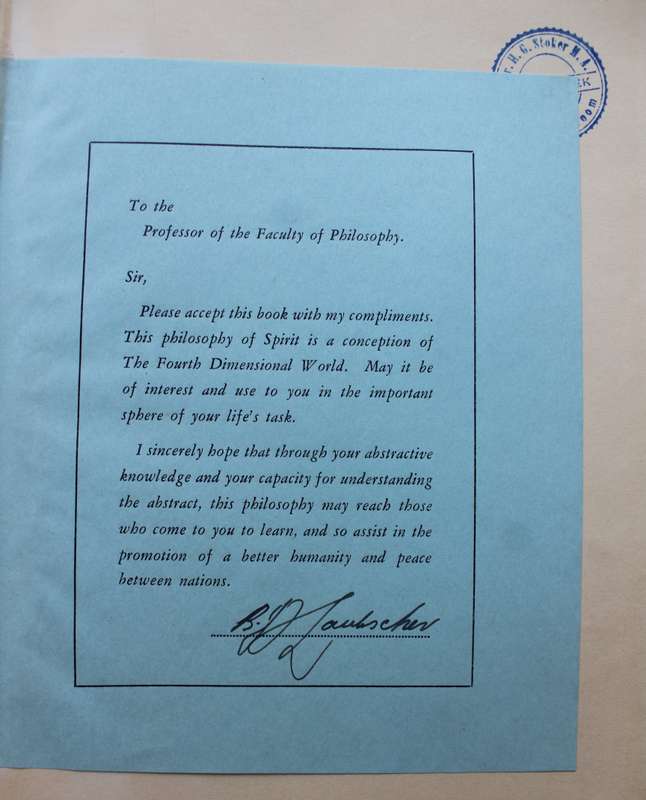 r. H. G. Stoker M. A.
EK
To the
Professor of the Faculty of Philosophy.
Sir,
Please accept this book with my compliments.
This philosophy of Spirit is a conception of
The Fourth Dimensional World. May it be
of interest and use to you in the important
sphere of your life's task.
I sincerely hope that through your abstractive
knowledge and your capacity for understanding
the abstract, this philosophy may reach those
who come to you to learn, and so assist in the
promotion of a better humanity and peace
between nations.
B. J. Laubscher